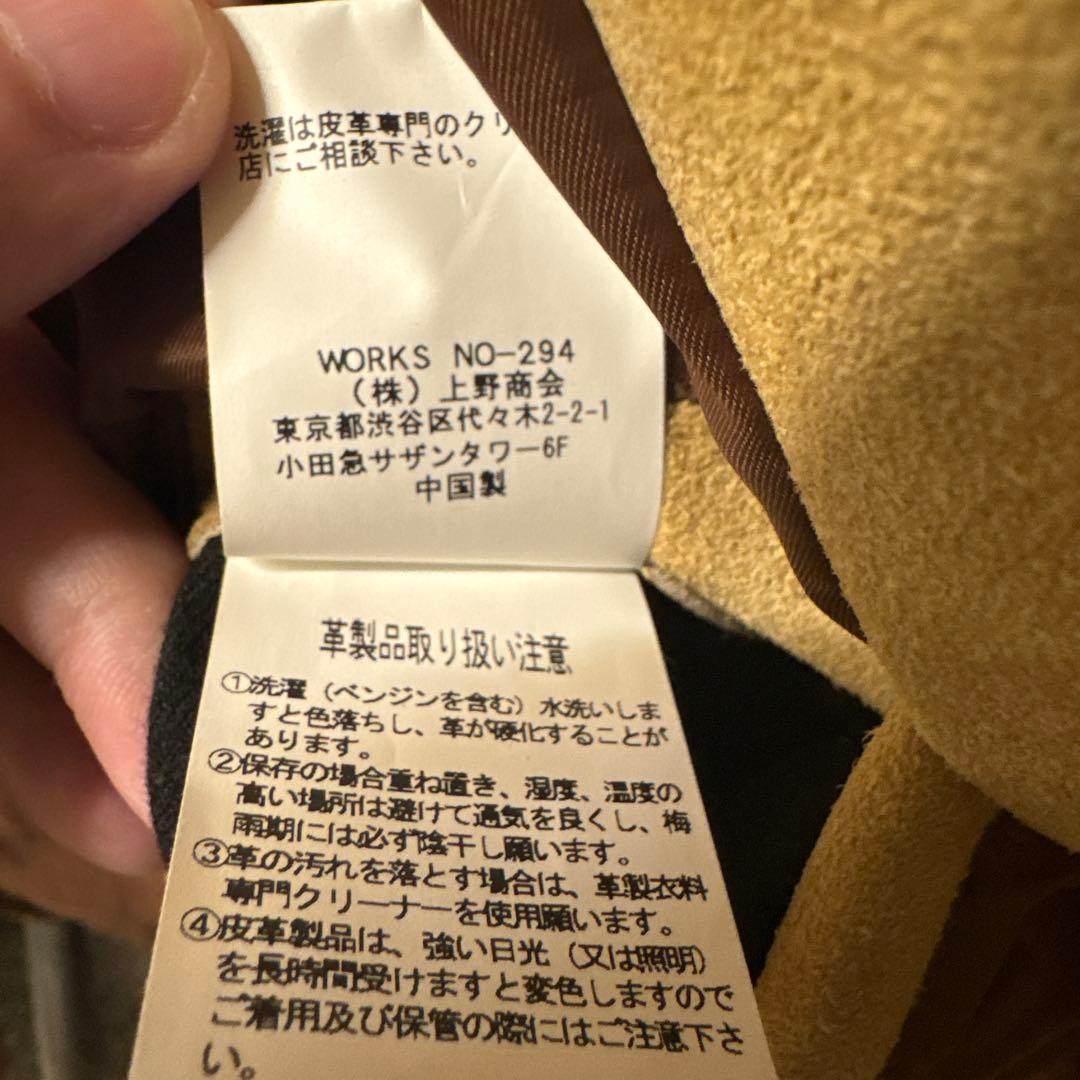 洗濯は皮革専門のクリ
店にご相談下さい。
WORKS NO-294
（株）上野商会
東京都渋谷区代々木2-2-1
小田急サザンタワー6F
中国製
革製品取り扱い注意
①洗濯（ベンジンを含む）水洗いしま
すと色落ちし、革が硬化することが
あります。
②保存の場合重ね置き、湿度、温度の
高い場所は避けて通気を良くし、梅
雨期には必ず陰干し願います。
③革の汚れを落とす場合は、革製衣料
専門クリーナーを使用願います。
④皮革製品は、強い日光（又は照明）
を長時間受けますと変色しますので
ご着用及び保管の際にはご注意下さ
い。